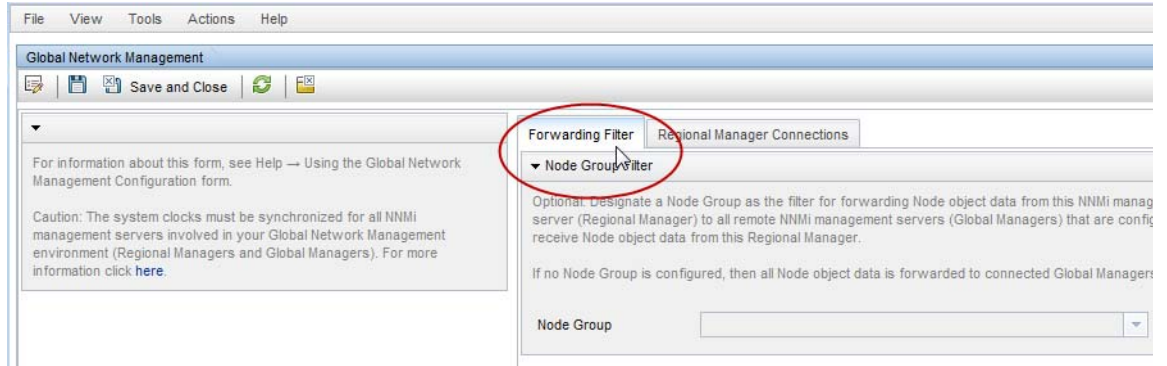 File View Tools Actions Help
Global Network Management
Save and Close
For information about this form, see Help → Using the Global Network
Management Configuration form.
Caution: The system clocks must be synchronized for all NNMi
management servers involved in your Global Network Management
environment (Regional Managers and Global Managers). For more
information click here.
Forwarding Filter Regional Manager Connections
Node Group Filter
Optional: Designate a Node Group as the filter for forwarding Node object data from this NNMi manag
server (Regional Manager) to all remote NNMi management servers (Global Managers) that are config
receive Node object data from this Regional Manager.
If no Node Group is configured, then all Node object data is forwarded to connected Global Managers
Node Group